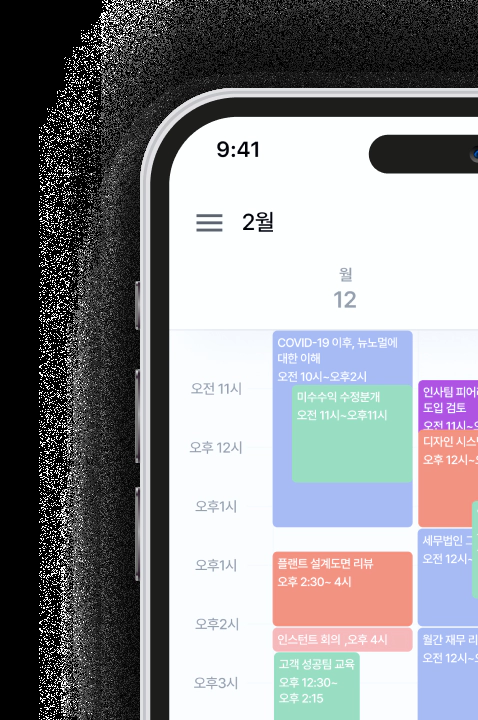 9:41
2월
월
12
COVID-19 이후, 뉴노멀에
대한 이해
오전 10시~오후2시
미수수익 수정분개
오전 11시~오후11시
인사팀 피어
도입 검토
오전 11시~
디자인 시스
오후 12시~
오전 11시
오후 12시
오후1시
오후1시
오후2시
오후3시
플랜트 설계도면 리뷰
오후 2:30~ 4시
인스턴트 회의 ,오후 4시
고객 성공팀 교육
오후 12:30~
오후 2:15
세무법인
오전 12시~
월간 재무 리
오전 12시~